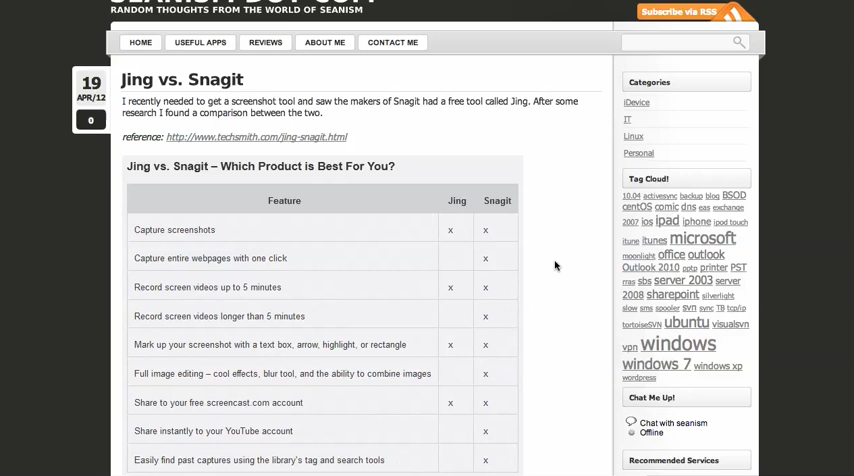 SEANISM DOT COM
RANDOM THOUGHTS FROM THE WORLD OF SEANISM
Subscribe via RSS
HOME USEFUL APPS REVIEWS ABOUT ME CONTACT ME
19
APR/12
0
Jing vs. Snagit
I recently needed to get a screenshot tool and saw the makers of Snagit had a free tool called Jing. After some
research I found a comparison between the two.
reference: http://www.techsmith.com/jing-snagit.html
Jing vs. Snagit – Which Product is Best For You?
Feature Jing Snagit
Capture screenshots x x
Capture entire webpages with one click x
Record screen videos up to 5 minutes x x
Record screen videos longer than 5 minutes x
Mark up your screenshot with a text box, arrow, highlight, or rectangle x x
Full image editing – cool effects, blur tool, and the ability to combine images x
Share to your free screencast.com account x x
Share instantly to your YouTube account x
Easily find past captures using the library's tag and search tools x
Categories
iDevice
IT
Linux
Personal
Tag Cloud!
10.04 activesync backup blog BSOD
centOS comic dns eas exchange
2007 ios ipad iphone ipod touch
itune itunes microsoft
moonlight office outlook
Outlook 2010 pptp printer PST
rras sbs server 2003 server
2008 sharepoint silverlight
slow sms spooler svn sync TB tcp/ip
tortoiseSVN ubuntu visualsvn
vpn windows
windows 7 windows xp
wordpress
Chat Me Up!
Chat with seanism
Offline
Recommended Services